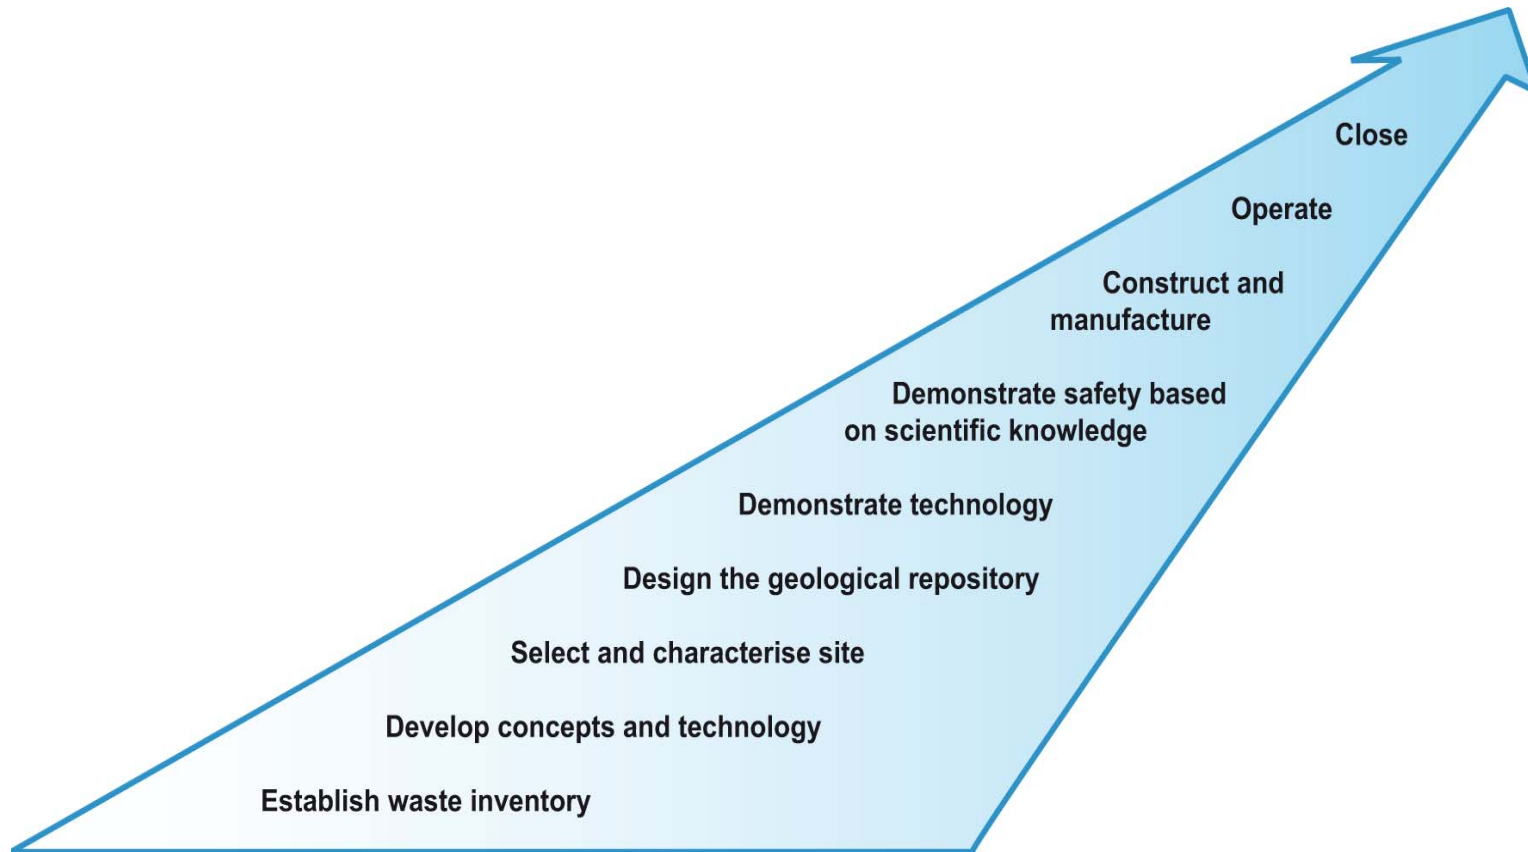 Close
Operate
Construct and
manufacture
Demonstrate safety based
on scientific knowledge
Demonstrate technology
Design the geological repository
Select and characterise site
Develop concepts and technology
Establish waste inventory